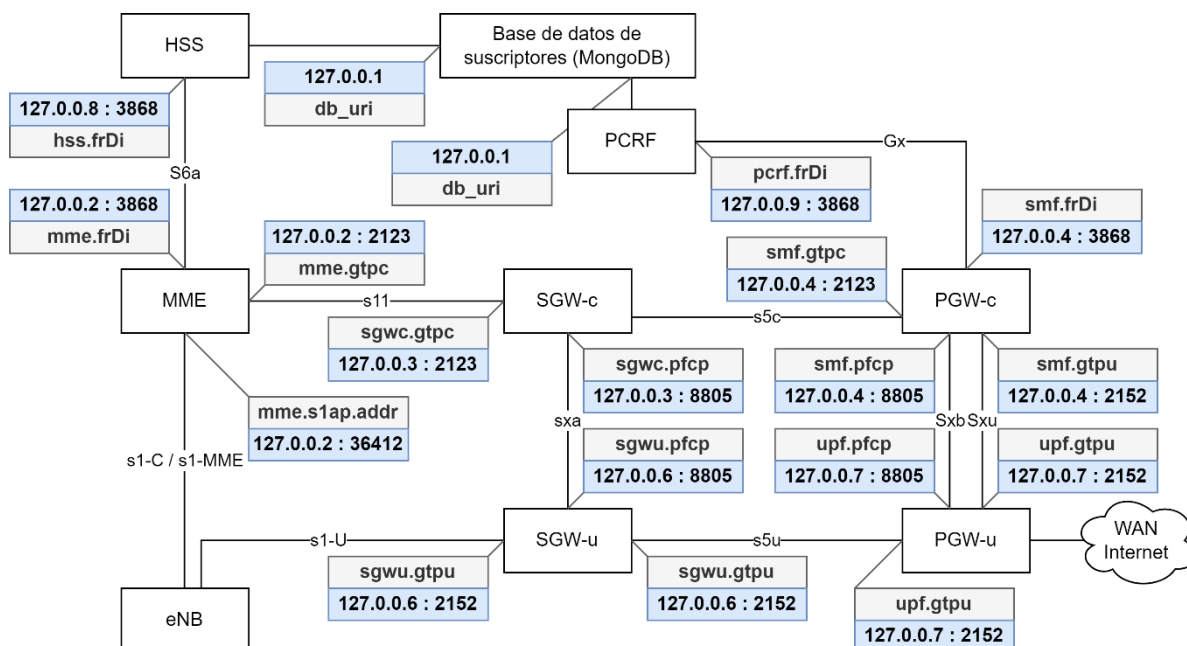 HSS
Base de datos de
suscriptores (MongoDB)
127.0.0.1
db_uri
127.0.0.8 : 3868
hss.frDi
S6a
PCRF
127.0.0.1
db_uri
Gx
pcrf.frDi
127.0.0.9 : 3868
127.0.0.2 : 3868
mme.frDi
127.0.0.2 : 2123
mme.gtpc
smf.frDi
127.0.0.4 : 3868
smf.gtpc
127.0.0.4 : 2123
MME
s11
SGW-c
s5c
PGW-c
sgwc.gtpc
127.0.0.3 : 2123
sgwc.pfcp
127.0.0.3 : 8805
smf.pfcp
127.0.0.4 : 8805
smf.gtpu
127.0.0.4 : 2152
mme.s1ap.addr
127.0.0.2 : 36412
sxa
Sxb
Sxu
s1-C / s1-MME
sgwu.pfcp
127.0.0.6 : 8805
upf.pfcp
127.0.0.7 : 8805
upf.gtpu
127.0.0.7 : 2152
s1-U
SGW-u
s5u
PGW-u
WAN
Internet
sgwu.gtpu
127.0.0.6 : 2152
sgwu.gtpu
127.0.0.6 : 2152
upf.gtpu
127.0.0.7 : 2152
eNB